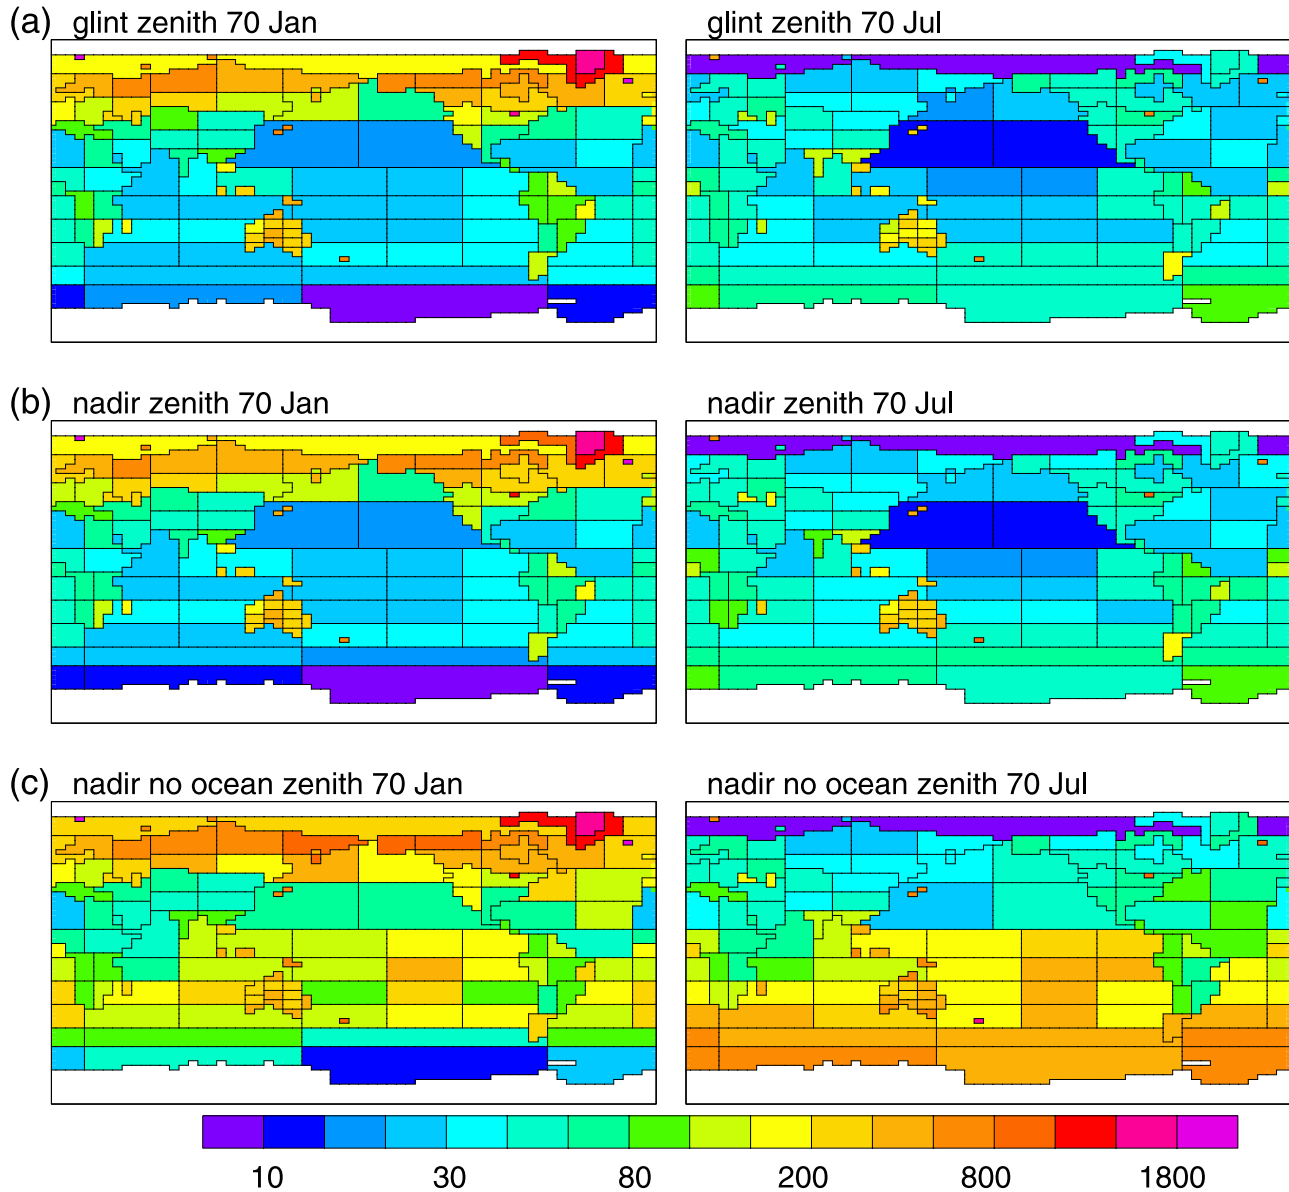 (a) glint zenith 70 Jan glint zenith 70 Jul
(b) nadir zenith 70 Jan nadir zenith 70 Jul
(c) nadir no ocean zenith 70 Jan nadir no ocean zenith 70 Jul
10 30 80 200 800 1800